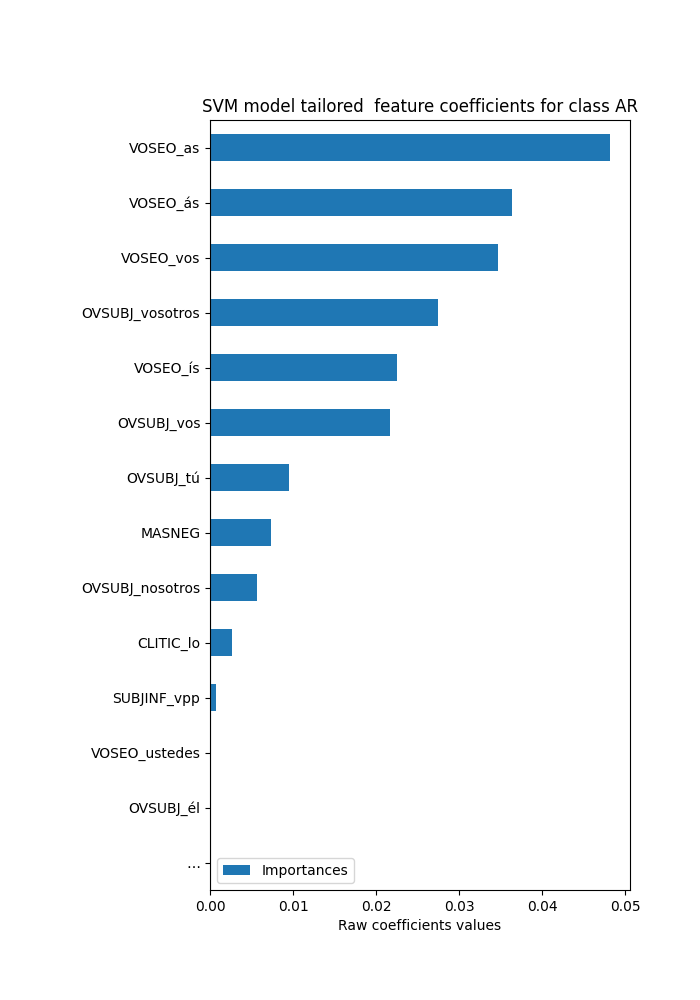 SVM model tailored  feature coefficients for class AR
VOSEO_as
VOSEO_ás
VOSEO_vos
OVSUBJ_vosotros
VOSEO_ís
OVSUBJ_vos
OVSUBJ_tú
MASNEG
OVSUBJ_nosotros
CLITIC_lo
SUBJINF_vpp
VOSEO_ustedes
OVSUBJ_él
...
Importances
0.00 0.01 0.02 0.03 0.04 0.05
Raw coefficients values